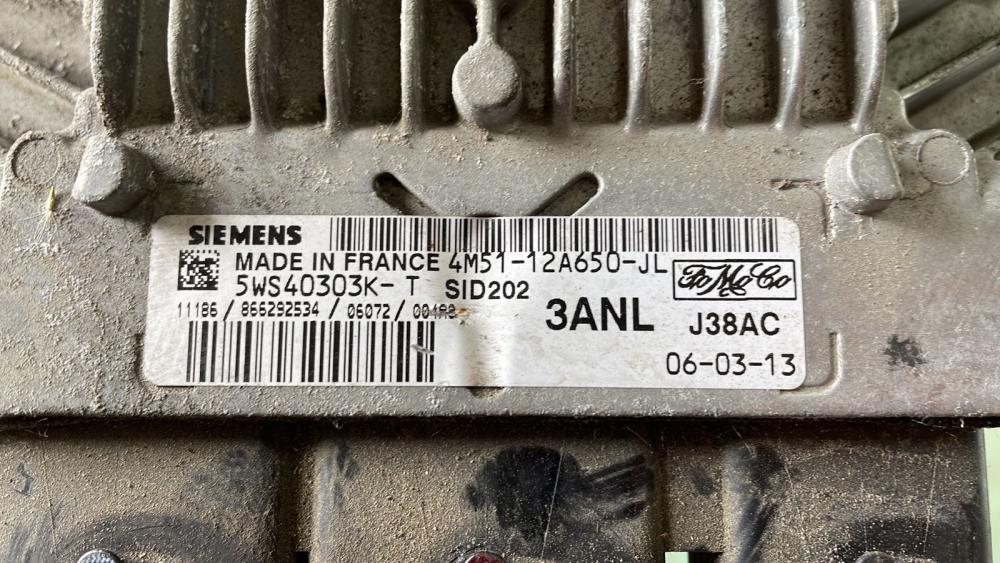 SIEMENS
MADE IN FRANCE 4M51-12A650-JL
5WS40303K-T SID202
FoMoCo
11186 / 866292534 / 06072 /
3ANL
J38AC
06-03-13